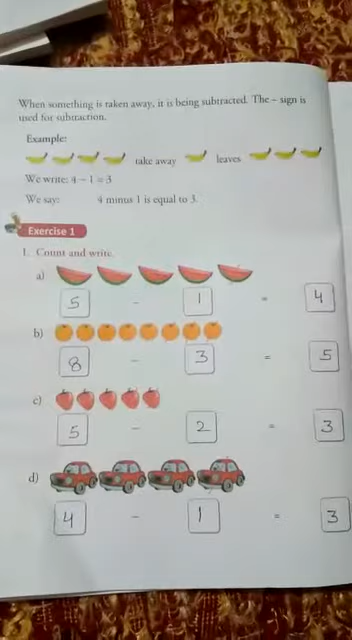 When something is taken away, it is being subtracted. The – sign is
used for subtraction.
Example:
take away leaves
We write: 4 – 1 = 3
We say: 4 minus 1 is equal to 3.
Exercise 1
1. Count and write.
a)
5 – 1 = 4
b)
8 – 3 = 5
c)
5 – 2 = 3
d)
4 – 1 = 3